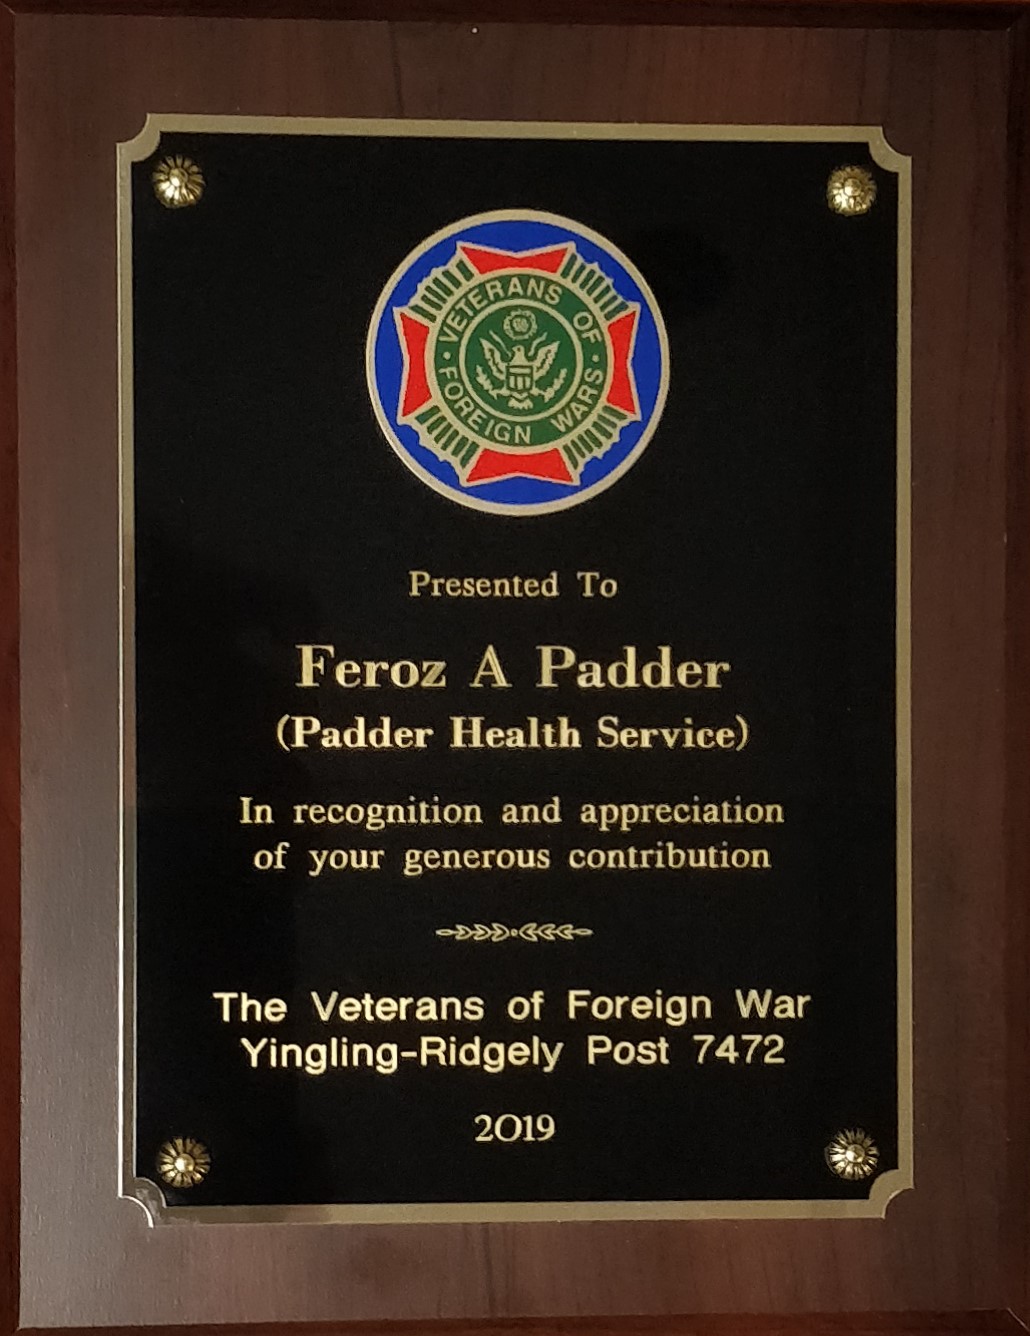 VETERANS OF
FOREIGN WARS
Presented To
Feroz A Padder
(Padder Health Service)
In recognition and appreciation
of your generous contribution
The Veterans of Foreign War
Yingling-Ridgely Post 7472
2019